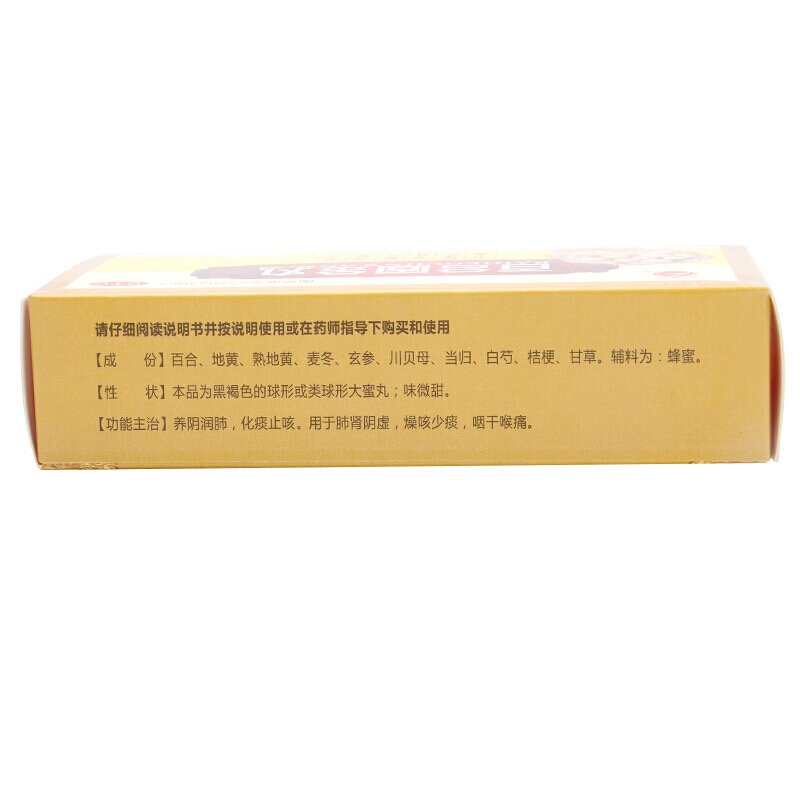 百合固金丸
请仔细阅读说明书并按说明使用或在药师指导下购买和使用
【成 份】百合、地黄、熟地黄、麦冬、玄参、川贝母、当归、白芍、桔梗、甘草。辅料为：蜂蜜。
【性 状】本品为黑褐色的球形或类球形大蜜丸；味微甜。
【功能主治】养阴润肺，化痰止咳。用于肺肾阴虚，燥咳少痰，咽干喉痛。